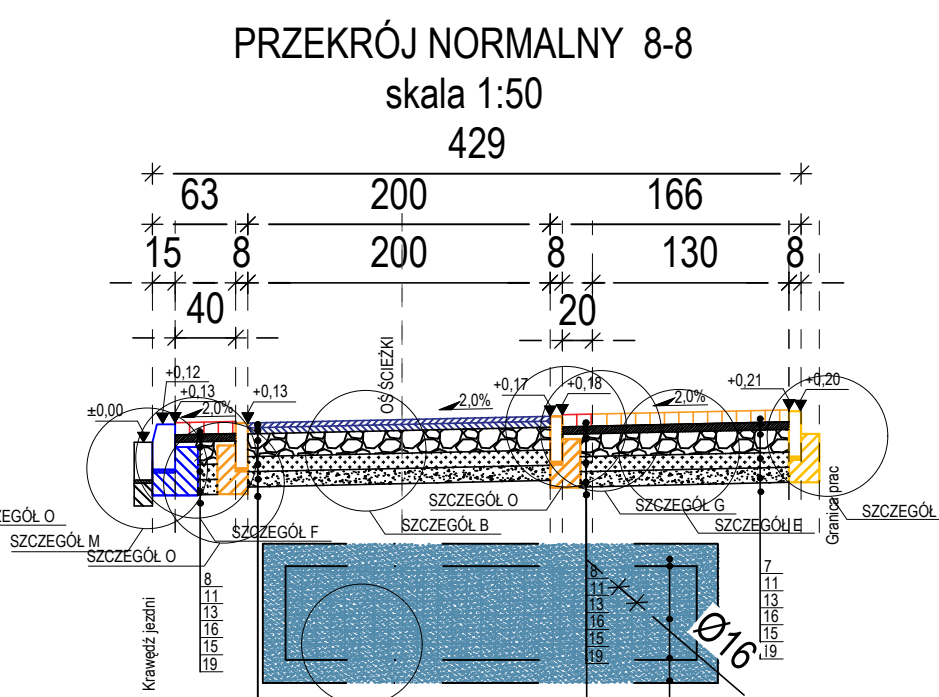 PRZEKRÓJ NORMALNY 8-8
skala 1:50
429
63 200 166
15 8 200 8 130 8
40 20
OŚ ŚCIEŻKI
+0,12
+0,13
±0,00
2,0%
+0,13
2,0%
+0,17
+0,18
2,0%
+0,21
+0,20
SZCZEGÓŁ M
SZCZEGÓŁ O
SZCZEGÓŁ F
SZCZEGÓŁ B
SZCZEGÓŁ O
SZCZEGÓŁ G
SZCZEGÓŁ E
SZCZEGÓŁ
ZEGÓŁ O
Granica prac
Krawędź jezdni
8
11
13
16
15
19
8
11
13
16
15
19
7
11
13
16
15
19
Ø16